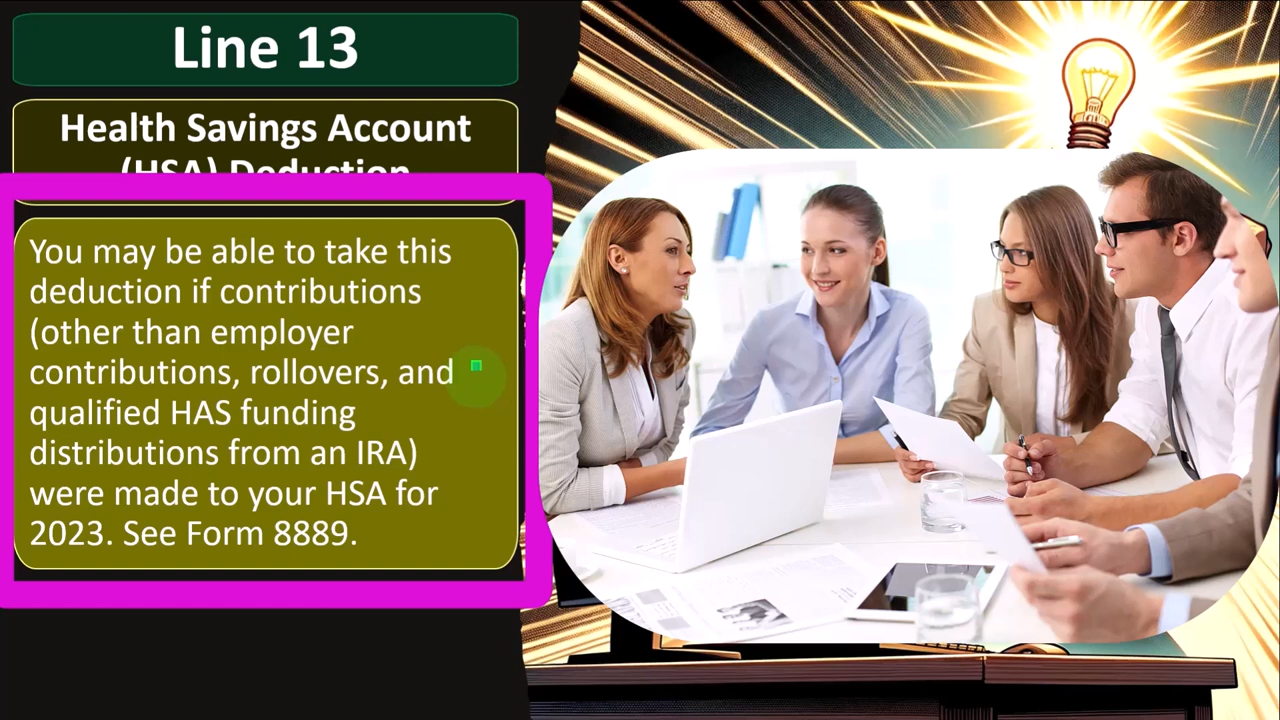 Line 13
Health Savings Account
(HSA) Deduction
You may be able to take this
deduction if contributions
(other than employer
contributions, rollovers, and
qualified HAS funding
distributions from an IRA)
were made to your HSA for
2023. See Form 8889.